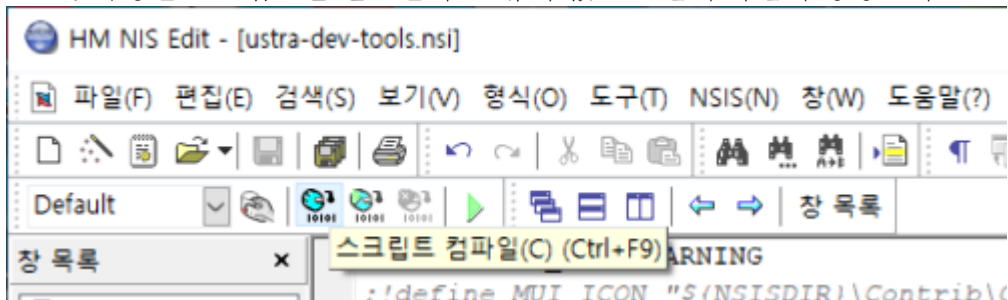 HM NIS Edit - [ustra-dev-tools.nsi]
파일(F) 편집(E) 검색(S) 보기(V) 형식(O) 도구(T) NSIS(N) 창(W) 도움말(?)
Default 창 목록
창 목록 ×
스크립트 컴파일(C) (Ctrl+F9) ARNING
;!define MUI_ICON "${NSISDIR}\Contrib\